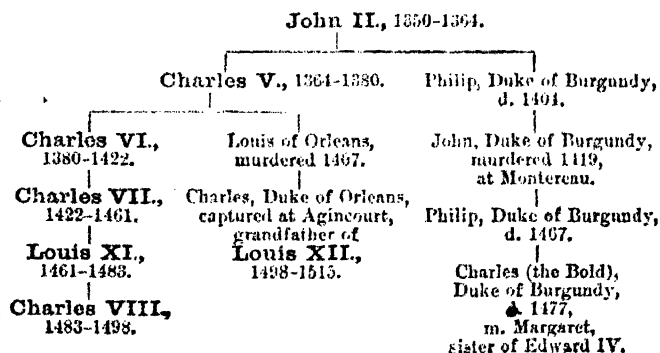 John II., 1350-1364.
Charles V., 1364-1380.
Philip, Duke of Burgundy,
d. 1404.
Charles VI.,
1380-1422.
Louis of Orleans,
murdered 1407.
John, Duke of Burgundy,
murdered 1419,
at Montereau.
Charles VII.,
1422-1461.
Charles, Duke of Orleans,
captured at Agincourt,
grandfather of
Louis XII.,
1498-1515.
Philip, Duke of Burgundy,
d. 1467.
Louis XI.,
1461-1483.
Charles (the Bold),
Duke of Burgundy,
d. 1477,
m. Margaret,
sister of Edward IV.
Charles VIII.,
1483-1498.